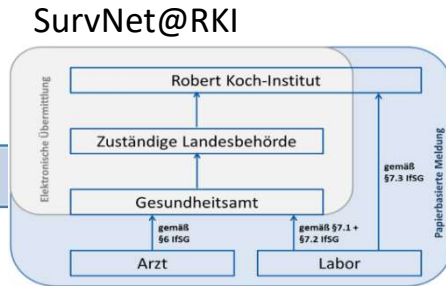 SurvNet@RKI
Elektronische Übermittlung
Robert Koch-Institut
Zuständige Landesbehörde
gemäß
§7.3 IfSG
Papierbasierte Meldung
Gesundheitsamt
gemäß
§6 IfSG
gemäß §7.1 +
§7.2 IfSG
Arzt
Labor